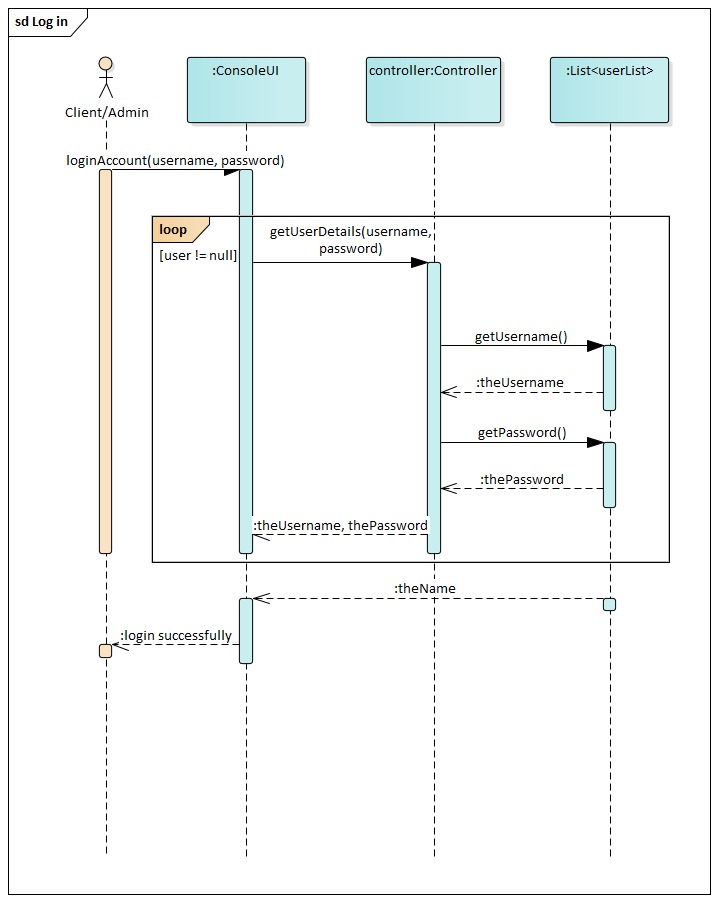 sd Log in
:ConsoleUI
controller:Controller
:List<userList>
Client/Admin
loginAccount(username, password)
loop
getUserDetails(username,
password)
[user != null]
getUsername()
:theUsername
getPassword()
:thePassword
:theUsername, thePassword
:theName
:login successfully